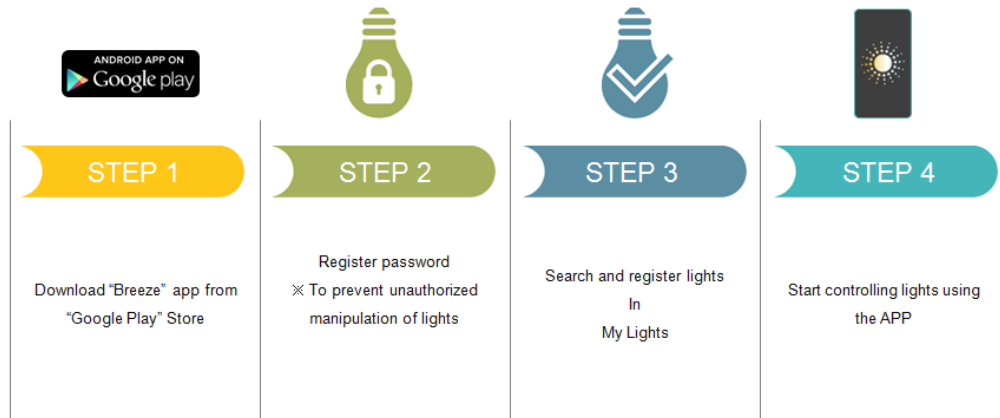 ANDROID APP ON
Google play
STEP 1
Download “Breeze” app from
“Google Play” Store
STEP 2
Register password
※ To prevent unauthorized
manipulation of lights
STEP 3
Search and register lights
In
My Lights
STEP 4
Start controlling lights using
the APP